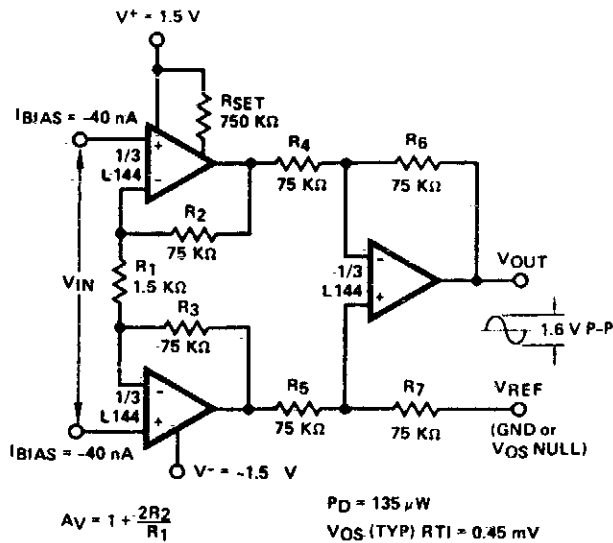 V+ = 1.5 V
RSET
750 KΩ
IBIAS = -40 nA
+
1/3
L144
-
R4
75 KΩ
R6
75 KΩ
R2
75 KΩ
VIN
R1
1.5 KΩ
R3
75 KΩ
-
1/3
L144
+
VOUT
1.6 V P-P
-
1/3
L144
+
R5
75 KΩ
R7
75 KΩ
VREF
(GND or
VOS NULL)
IBIAS = -40 nA
V- = -1.5 V
AV = 1 + 2R2
R1
PD = 135 μW
VOS (TYP) RTI = 0.45 mV